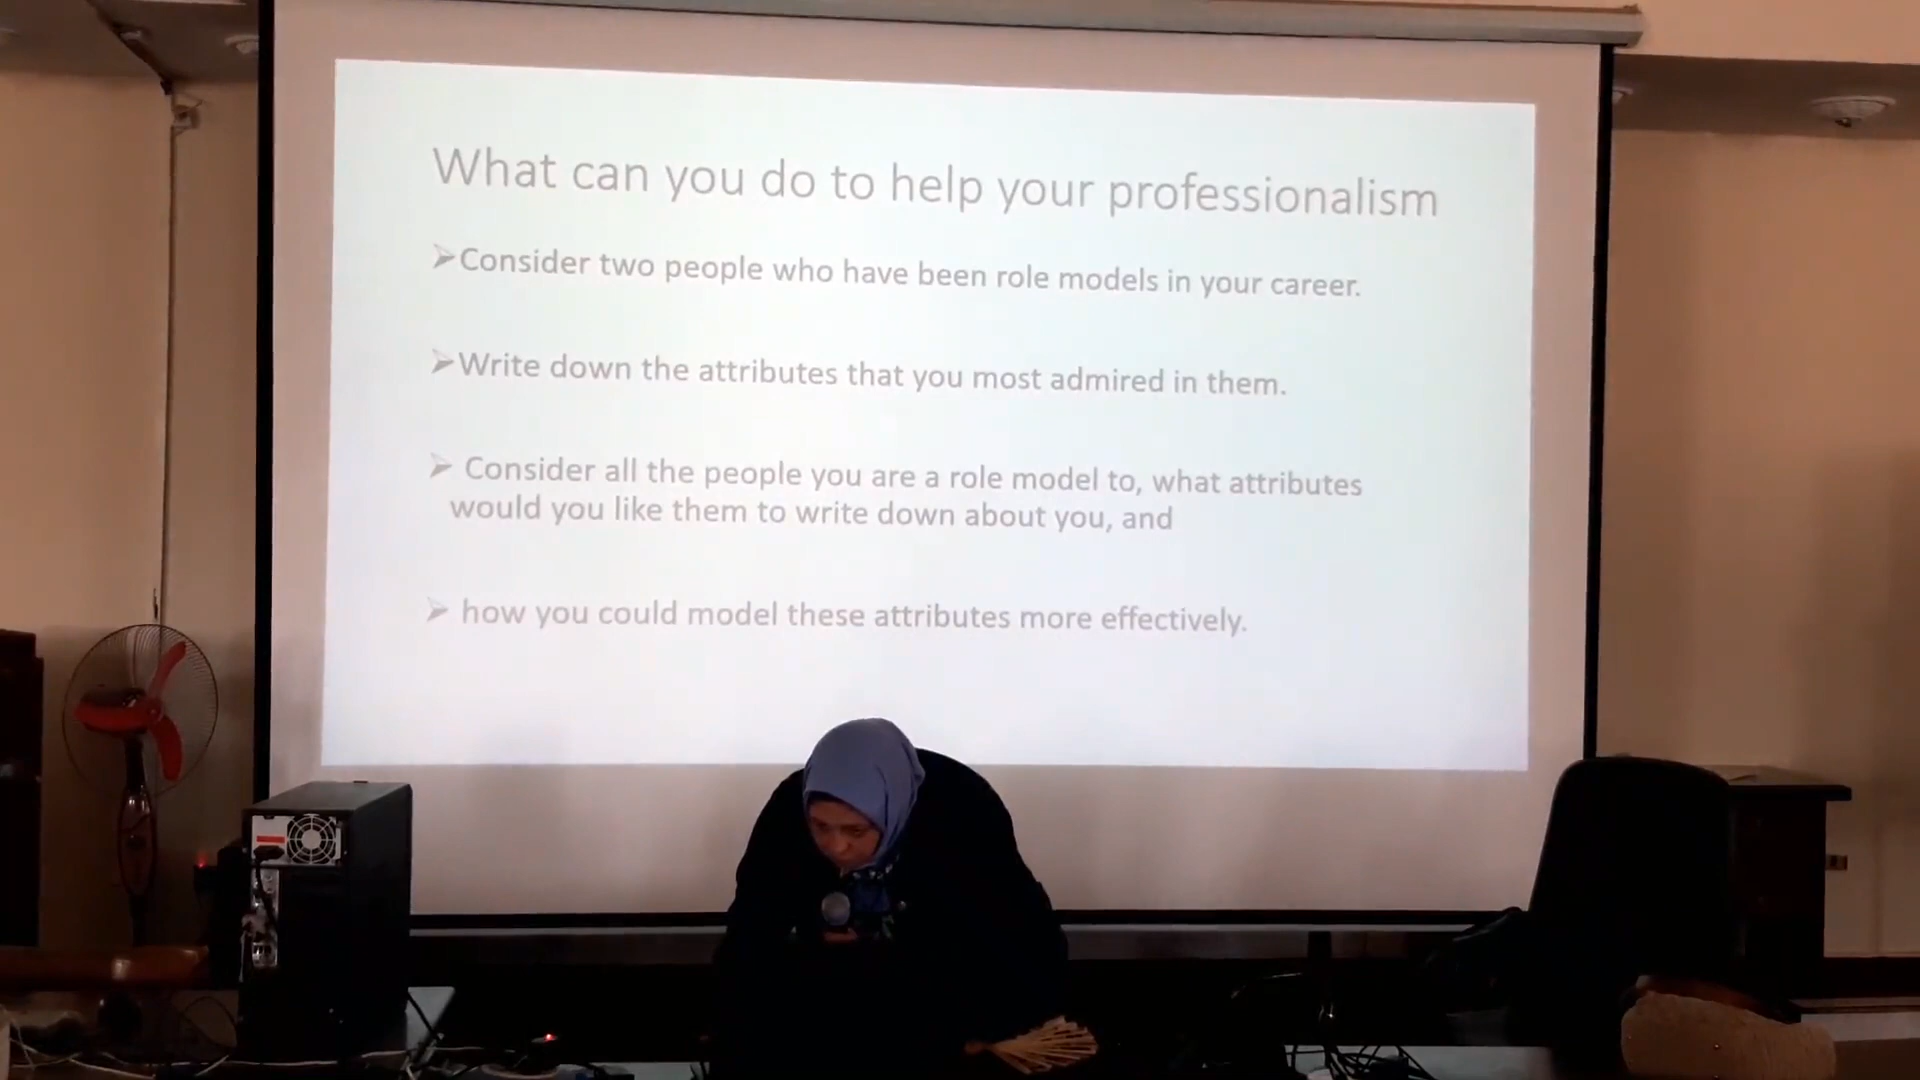 What can you do to help your professionalism
➢Consider two people who have been role models in your career.
➢Write down the attributes that you most admired in them.
➢ Consider all the people you are a role model to, what attributes
would you like them to write down about you, and
➢ how you could model these attributes more effectively.